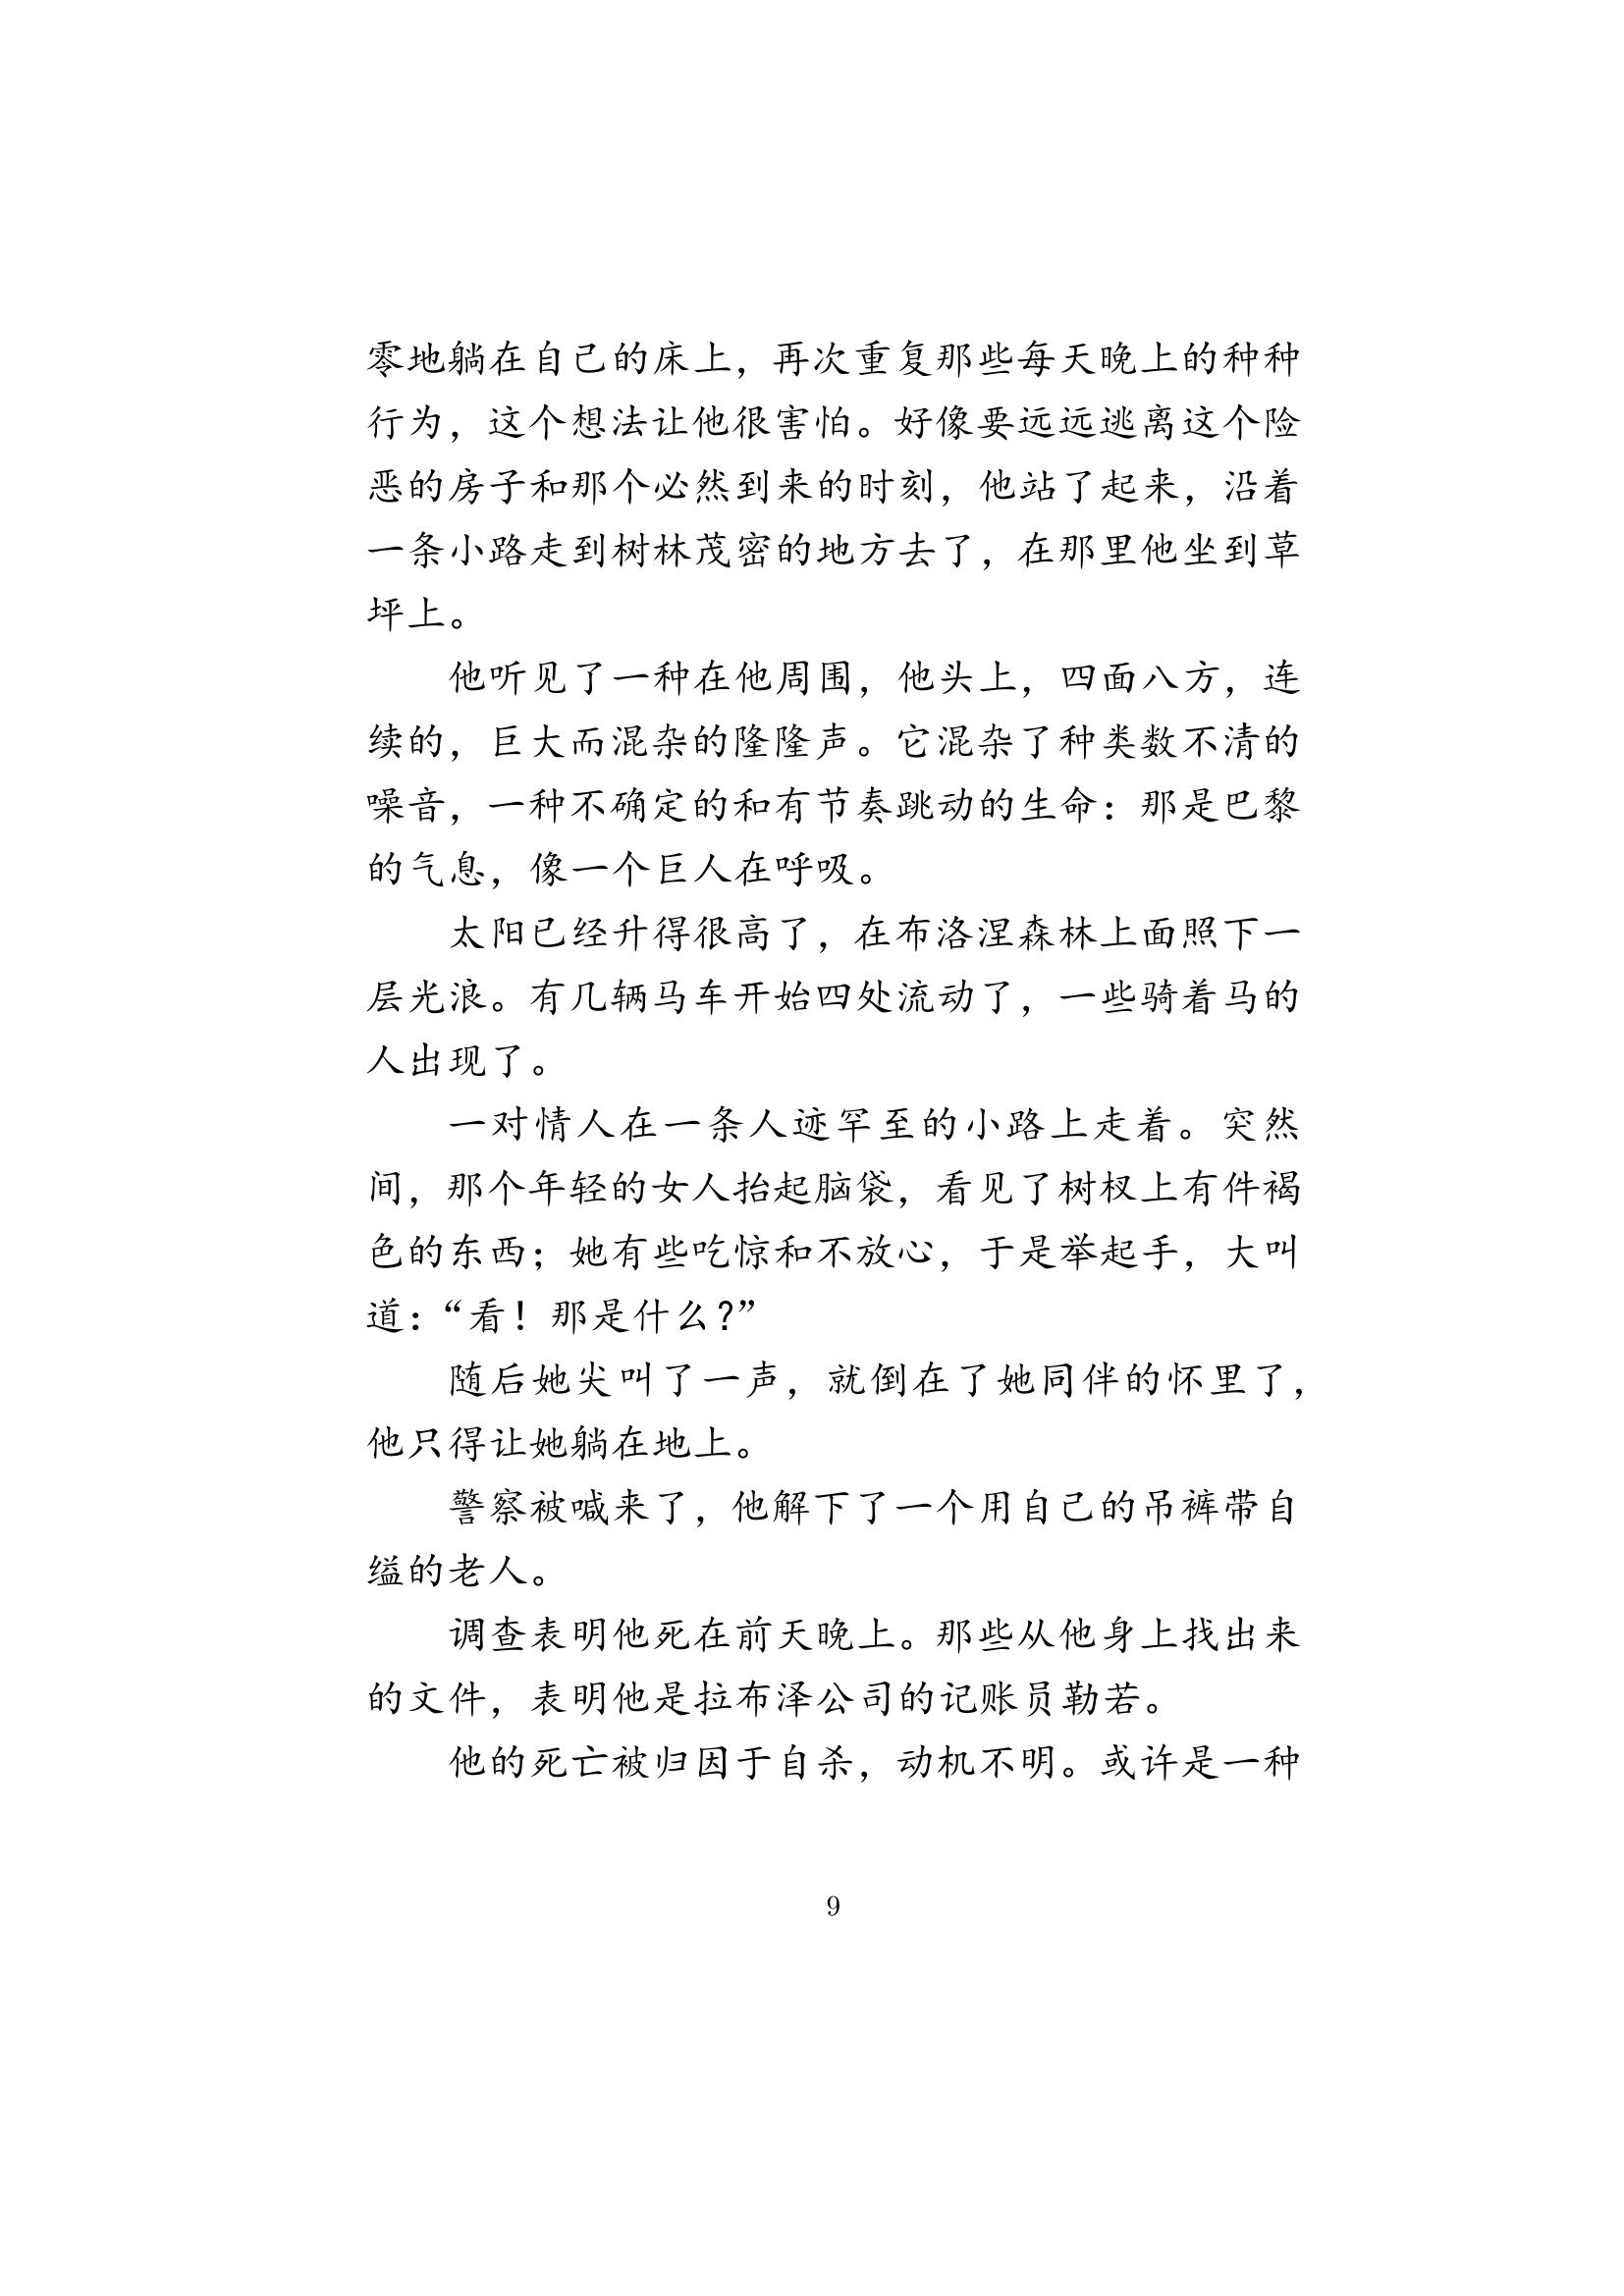 零地躺在自己的床上，再次重复那些每天晚上的种种
行为，这个想法让他很害怕。好像要远远逃离这个险
恶的房子和那个必然到来的时刻，他站了起来，沿着
一条小路走到树林茂密的地方去了，在那里他坐到草
坪上。
他听见了一种在他周围，他头上，四面八方，连
续的，巨大而混杂的隆隆声。它混杂了种类数不清的
噪音，一种不确定的和有节奏跳动的生命：那是巴黎
的气息，像一个巨人在呼吸。
太阳已经升得很高了，在布洛涅森林上面照下一
层光浪。有几辆马车开始四处流动了，一些骑着马的
人出现了。
一对情人在一条人迹罕至的小路上走着。突然
间，那个年轻的女人抬起脑袋，看见了树杈上有件褐
色的东西；她有些吃惊和不放心，于是举起手，大叫
道：“看！那是什么？”
随后她尖叫了一声，就倒在了她同伴的怀里了，
他只得让她躺在地上。
警察被喊来了，他解下了一个用自己的吊裤带自
缢的老人。
调查表明他死在前天晚上。那些从他身上找出来
的文件，表明他是拉布泽公司的记账员勒若。
他的死亡被归因于自杀，动机不明。或许是一种
9